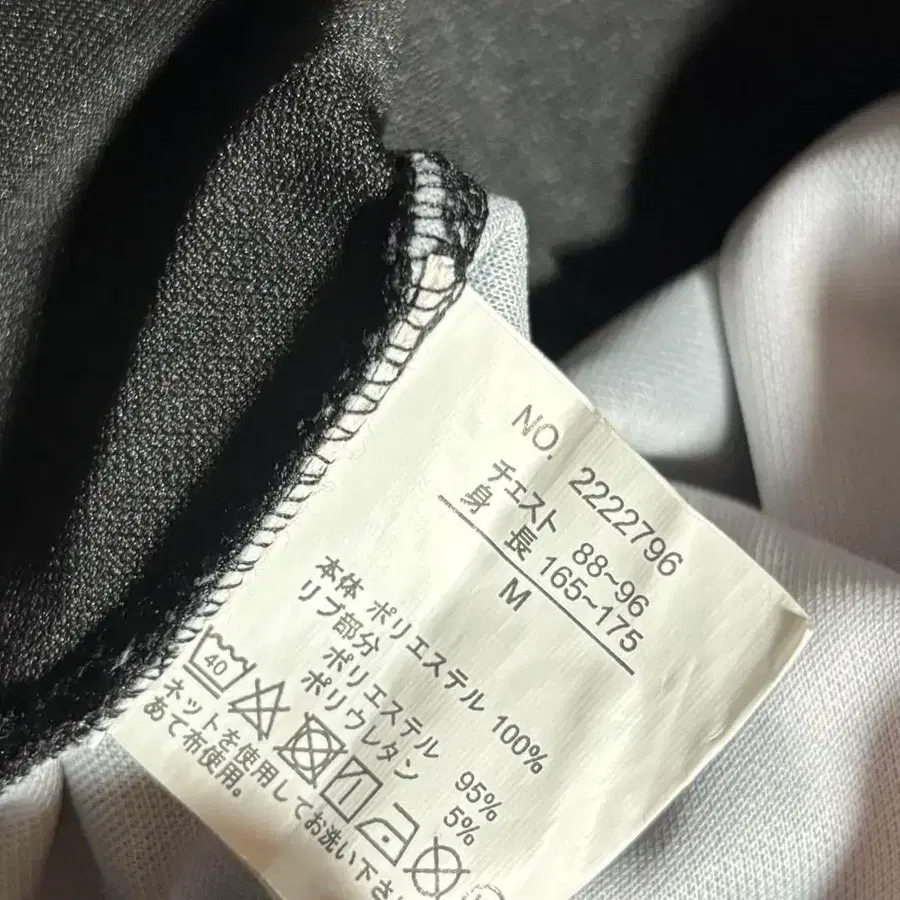 NO. 2222796
チェスト 88~96
身 長 165~175
M
本体 ポリエステル 100%
リブ部分
ポリエステル 95%
ポリウレタン 5%
40
ネットを使用してお洗い下さ
あて布使用。